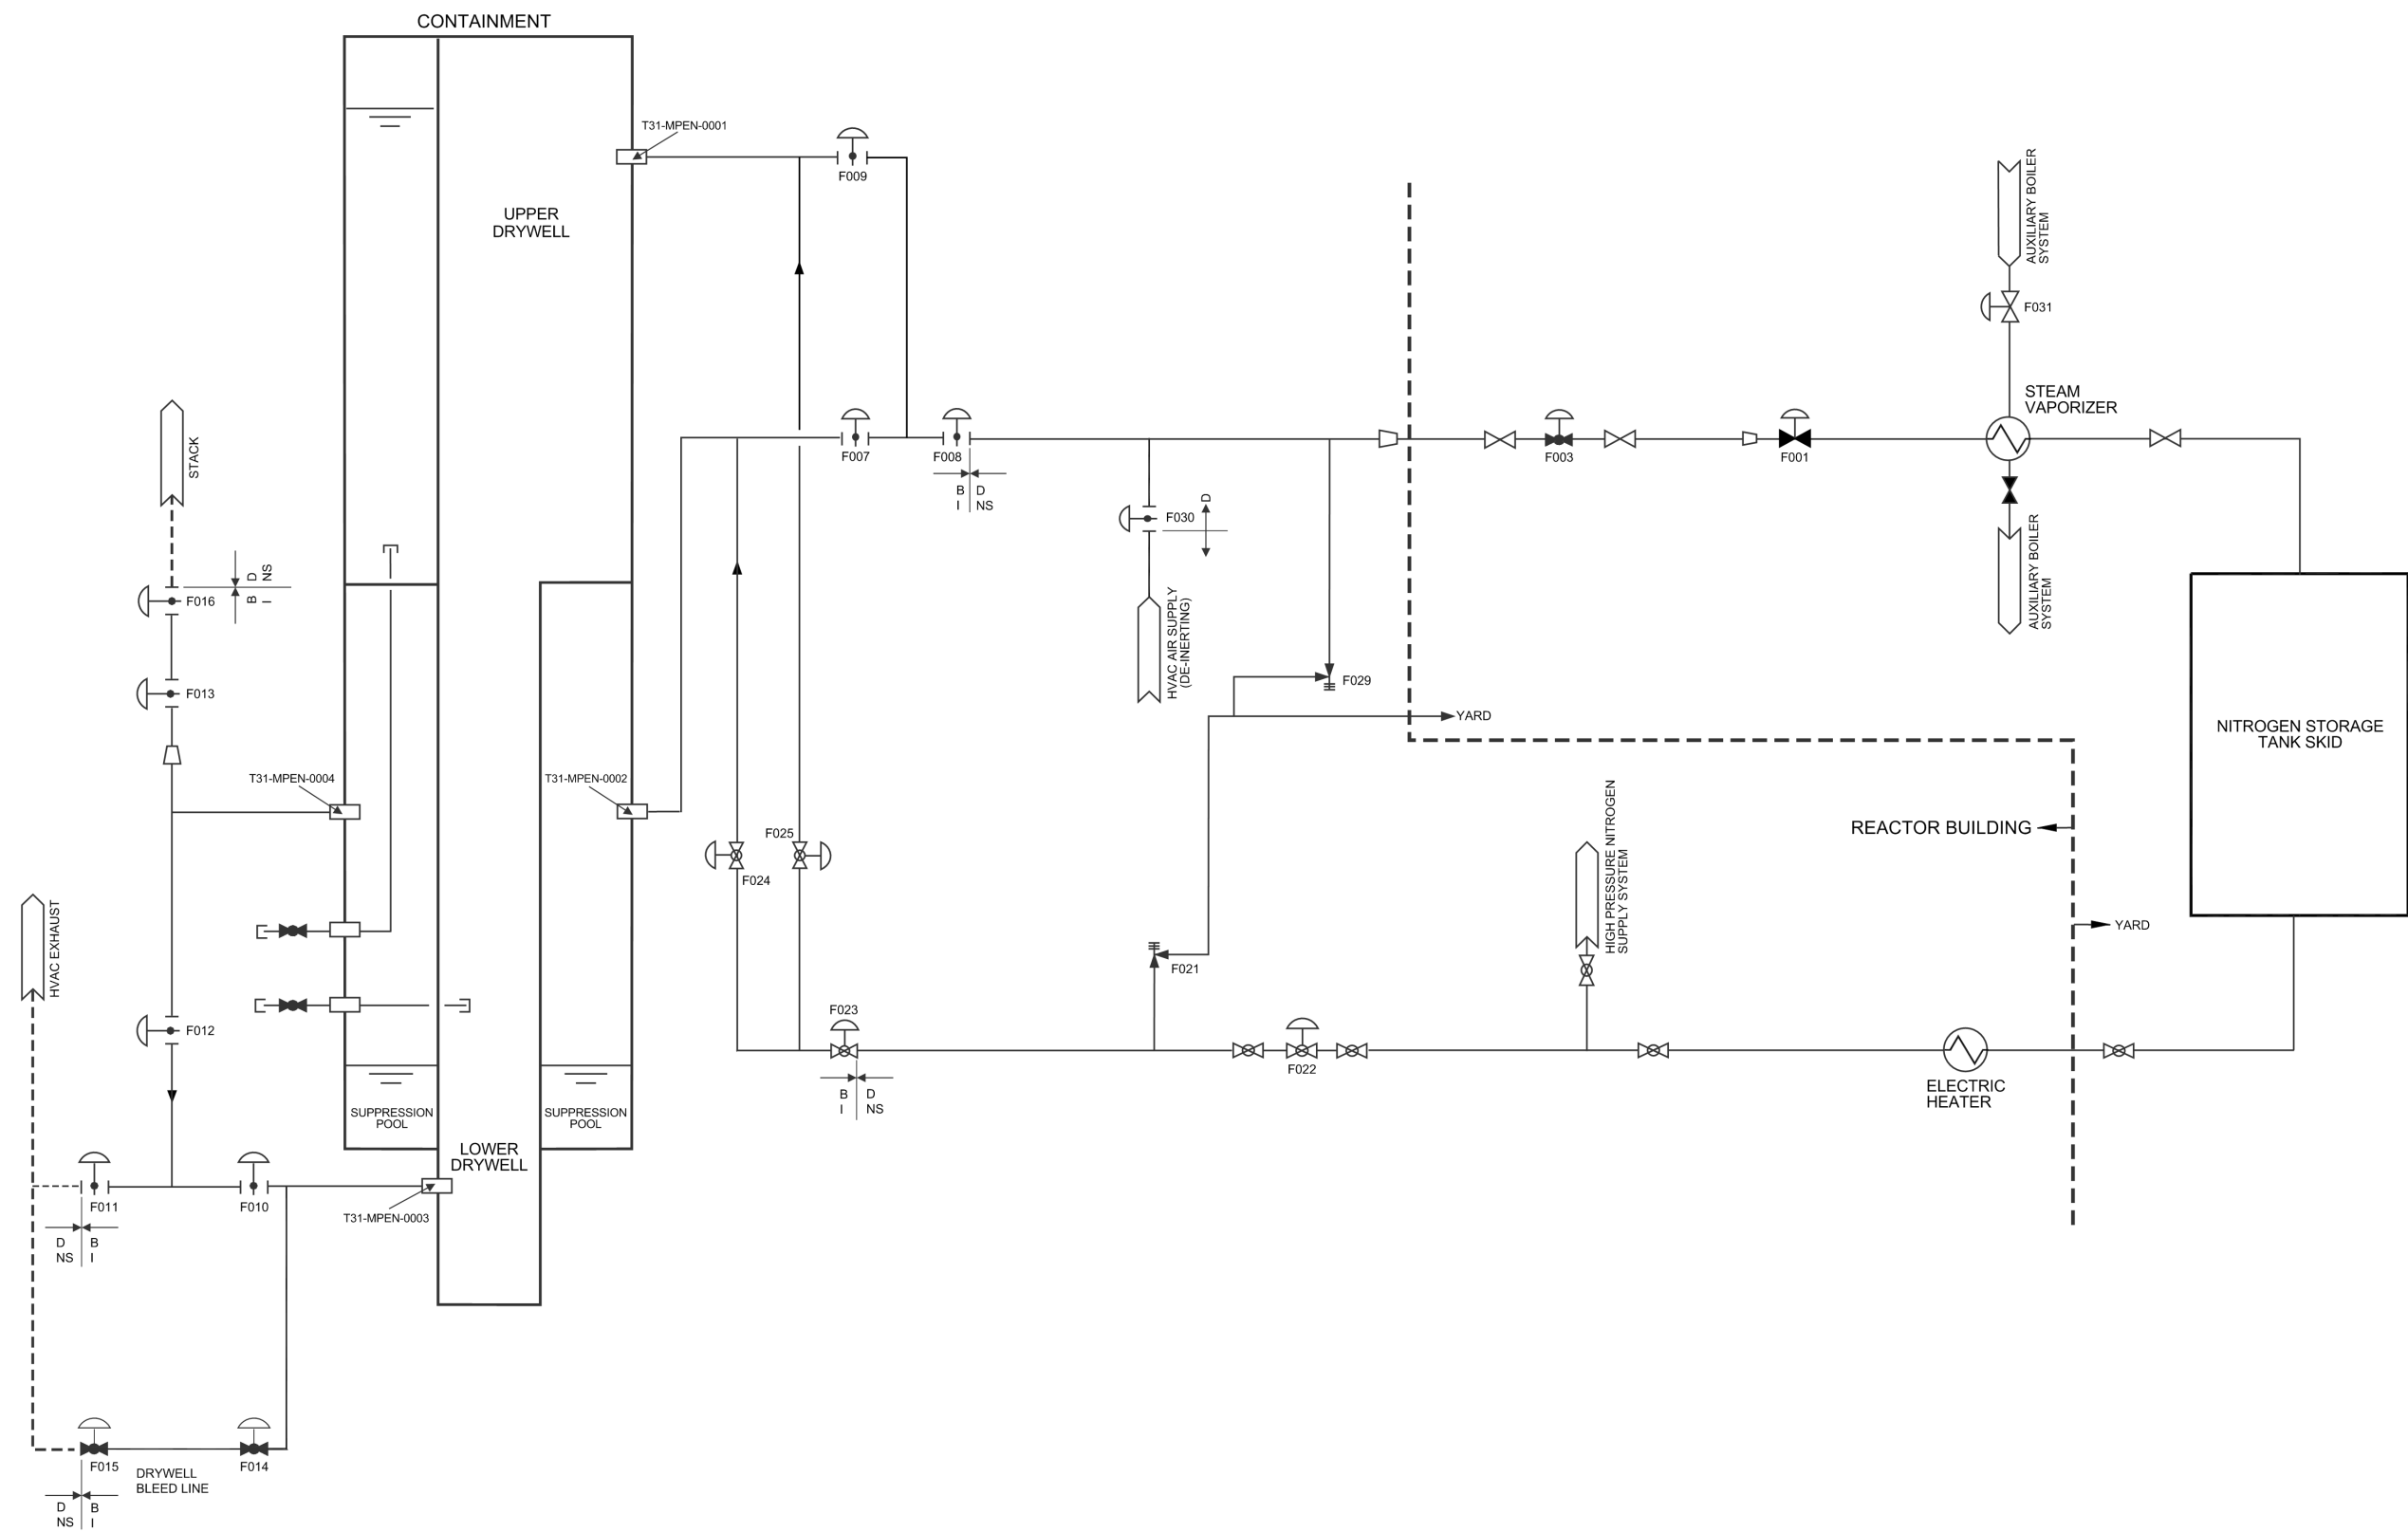 CONTAINMENT
T31-MPEN-0001
F009
UPPER
DRYWELL
AUXILIARY BOILER
SYSTEM
F031
STEAM
VAPORIZER
STACK
F007
F008
F003
F001
B
D
I
NS
D
F030
AUXILIARY BOILER
SYSTEM
D
NS
B
I
F016
HVAC AIR SUPPLY
(DE-INERTING)
F013
F029
YARD
NITROGEN STORAGE
TANK SKID
T31-MPEN-0004
T31-MPEN-0002
HIGH PRESSURE NITROGEN
SUPPLY SYSTEM
REACTOR BUILDING
F025
F024
HVAC EXHAUST
YARD
F021
F023
F012
F022
ELECTRIC
HEATER
B
D
I
NS
SUPPRESSION
POOL
SUPPRESSION
POOL
LOWER
DRYWELL
F011
F010
T31-MPEN-0003
D
B
NS
I
F015
F014
DRYWELL
BLEED LINE
D
B
NS
I